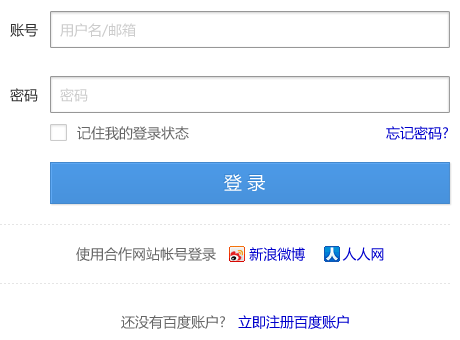 账号 用户名/邮箱
密码 密码
记住我的登录状态 忘记密码?
登录
使用合作网站帐号登录 新浪微博 人人网
还没有百度账户? 立即注册百度账户